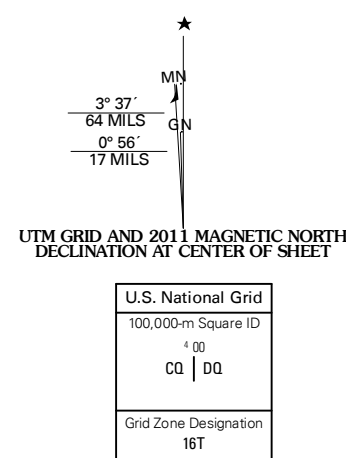 ★
MN
3° 37´
64 MILS
GN
0° 56´
17 MILS
UTM GRID AND 2011 MAGNETIC NORTH
DECLINATION AT CENTER OF SHEET
U.S. National Grid
100,000-m Square ID
4 00
CQ | DQ
Grid Zone Designation
16T